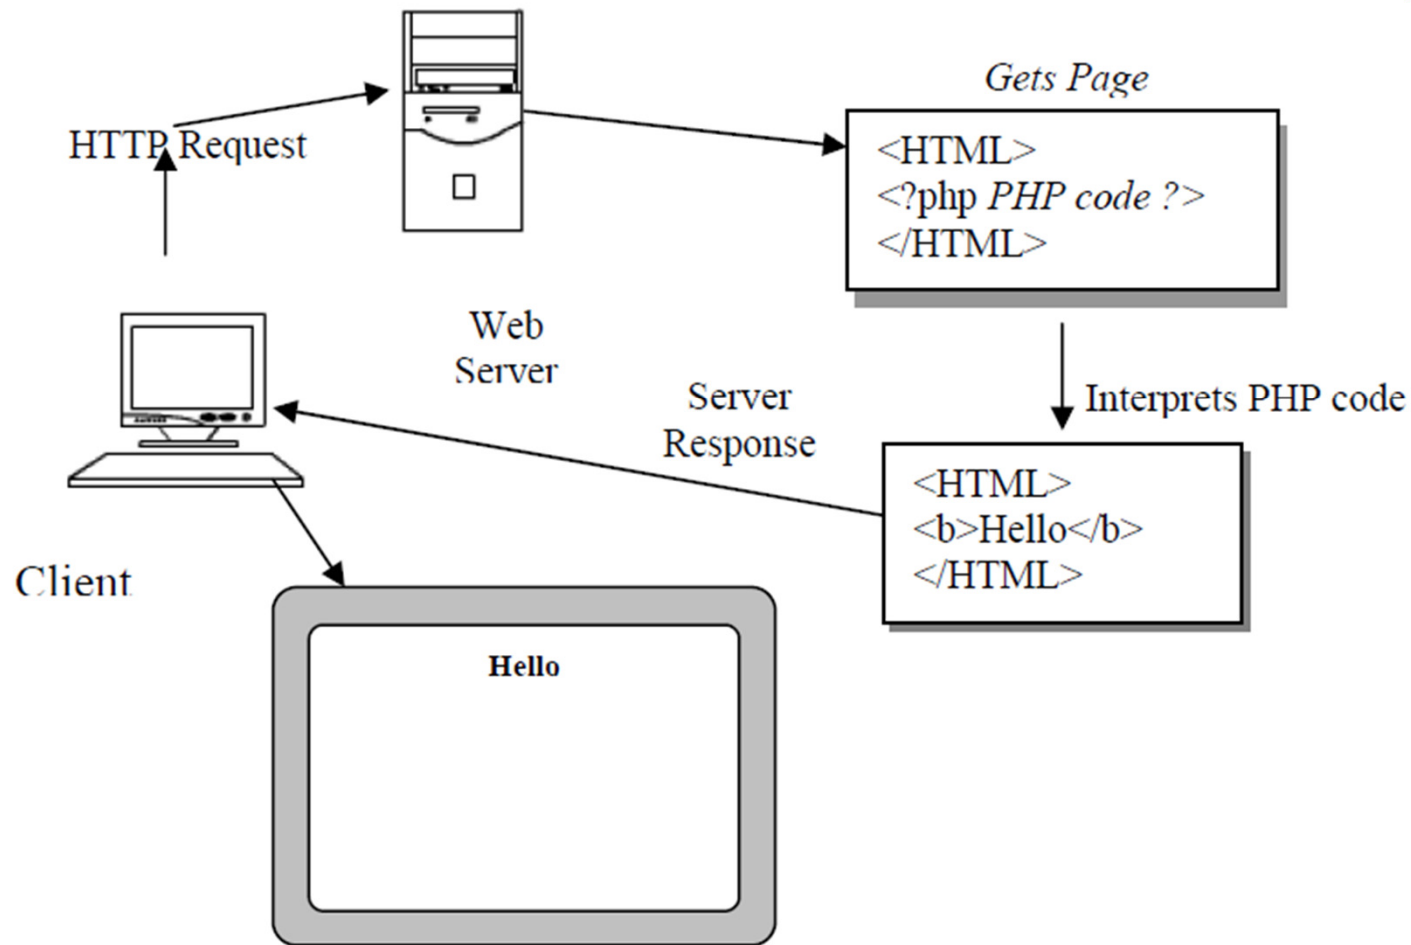 Gets Page
HTTP Request
<HTML>
<?php PHP code ?>
</HTML>
Web
Server
Server
Response
Interprets PHP code
<HTML>
<b>Hello</b>
</HTML>
Client
Hello